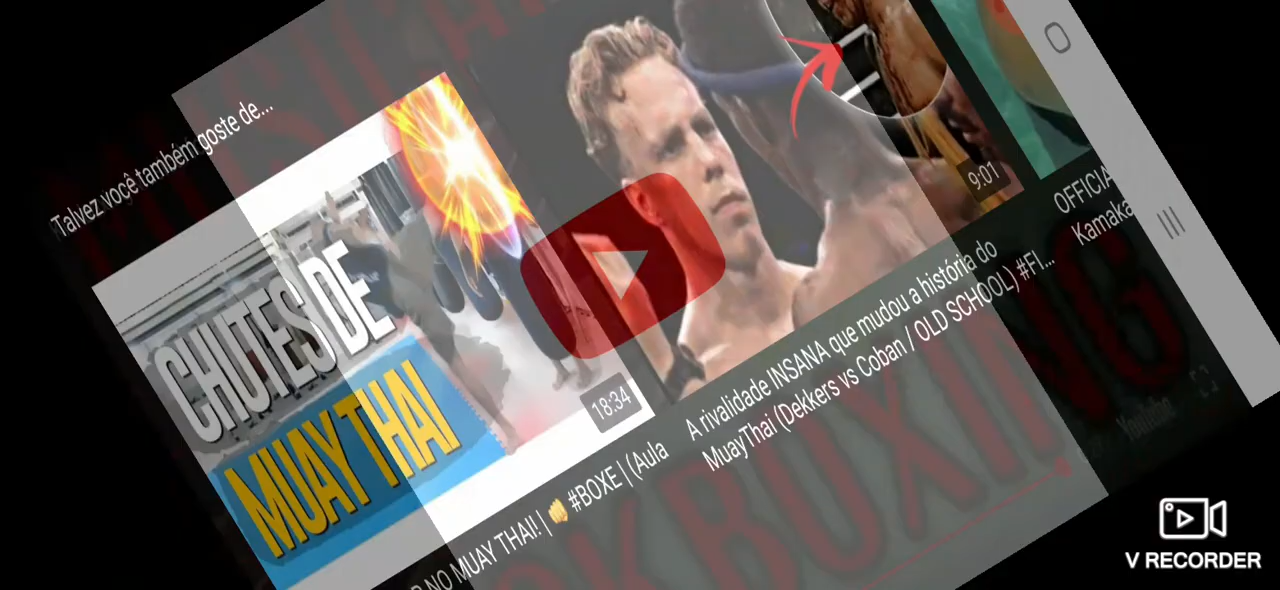 Talvez você também goste de...
CHUTES DE
MUAY THAI
18:34
9:01
NO MUAY THAI! | 👊 #BOXE | (Aula
A rivalidade INSANA que mudou a história do
MuayThai (Dekkers vs Coban / OLD SCHOOL) #FI...
OFFICIA
Kamaka
KBOXING
YouTube
V RECORDER